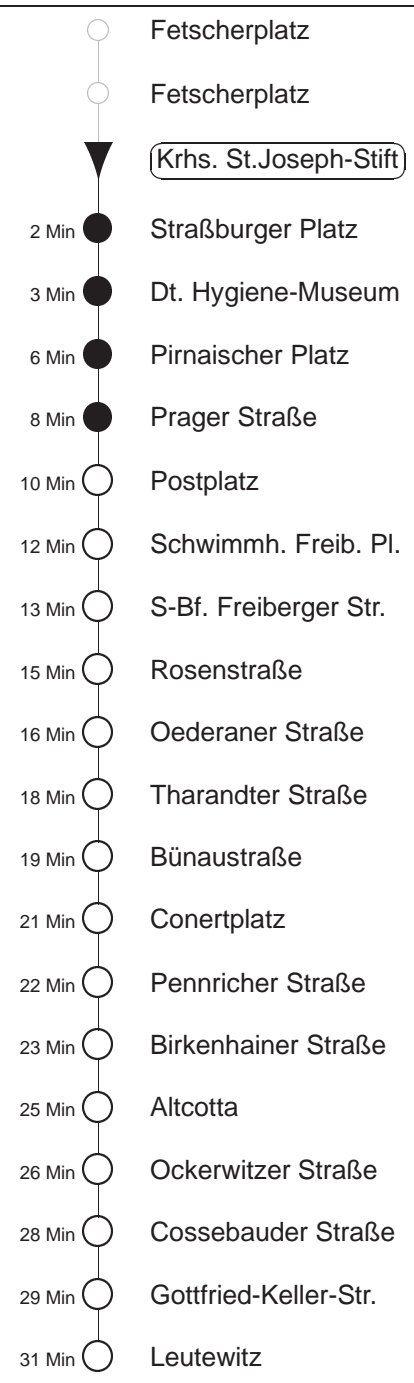 Fetscherplatz
Fetscherplatz
Krhs. St.Joseph-Stift
2 Min Straßburger Platz
3 Min Dt. Hygiene-Museum
6 Min Pirnaischer Platz
8 Min Prager Straße
10 Min Postplatz
12 Min Schwimmh. Freib. Pl.
13 Min S-Bf. Freiberger Str.
15 Min Rosenstraße
16 Min Oederaner Straße
18 Min Tharandter Straße
19 Min Bünaustraße
21 Min Conertplatz
22 Min Pennricher Straße
23 Min Birkenhainer Straße
25 Min Altcotta
26 Min Ockerwitzer Straße
28 Min Cossebauder Straße
29 Min Gottfried-Keller-Str.
31 Min Leutewitz